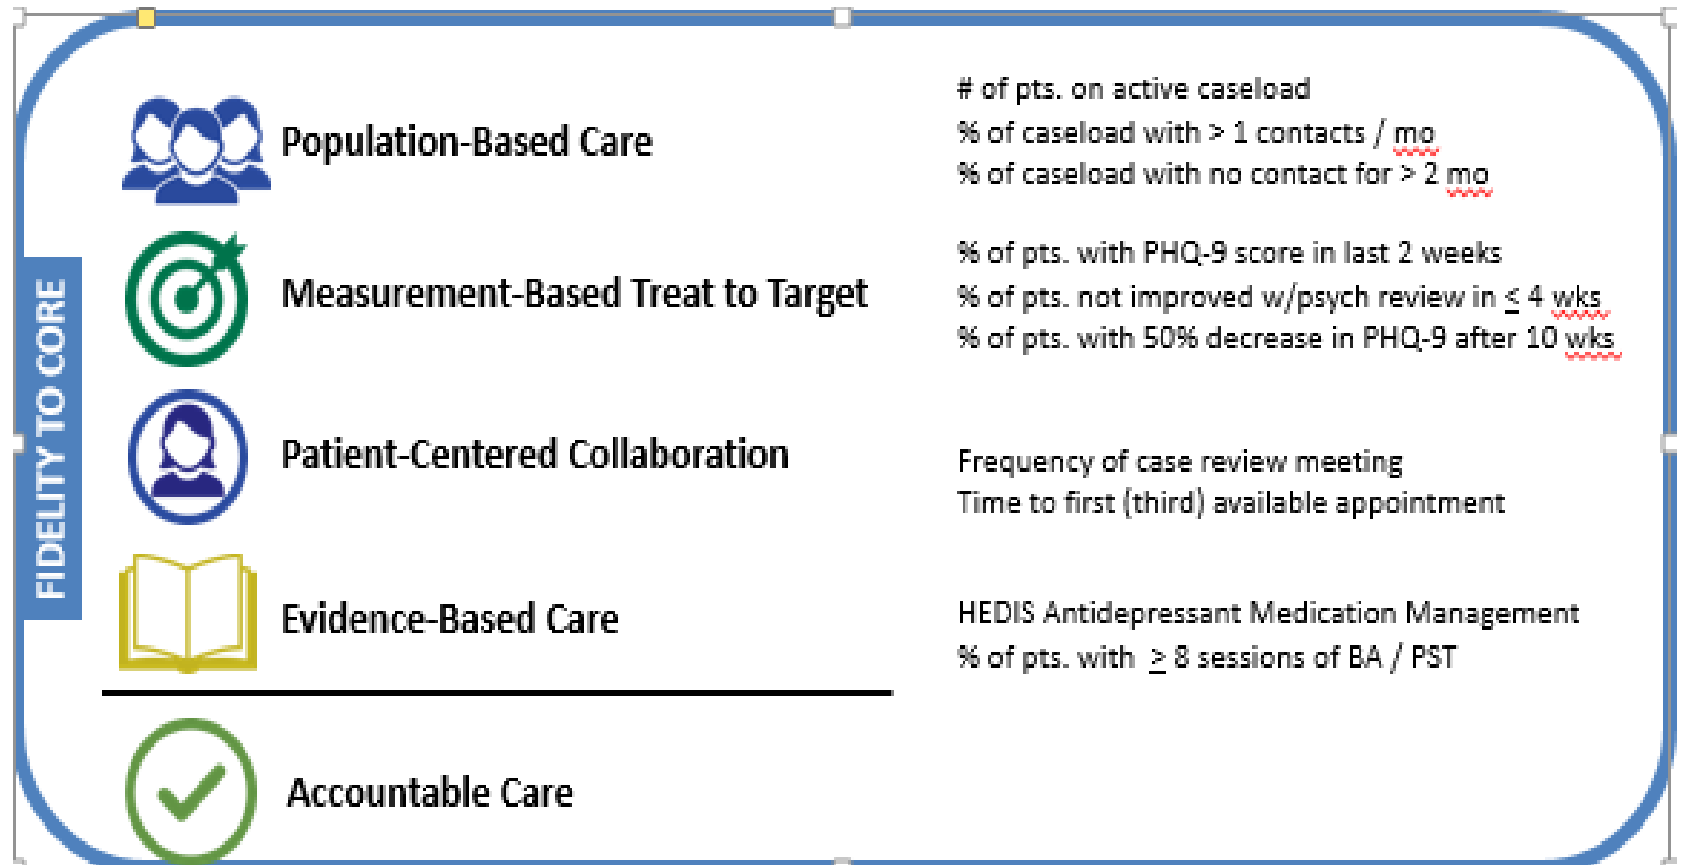 FIDELITY TO CORE
Population-Based Care
# of pts. on active caseload
% of caseload with > 1 contacts / mo
% of caseload with no contact for > 2 mo
Measurement-Based Treat to Target
% of pts. with PHQ-9 score in last 2 weeks
% of pts. not improved w/psych review in ≤ 4 wks
% of pts. with 50% decrease in PHQ-9 after 10 wks
Patient-Centered Collaboration
Frequency of case review meeting
Time to first (third) available appointment
Evidence-Based Care
HEDIS Antidepressant Medication Management
% of pts. with ≥ 8 sessions of BA / PST
Accountable Care